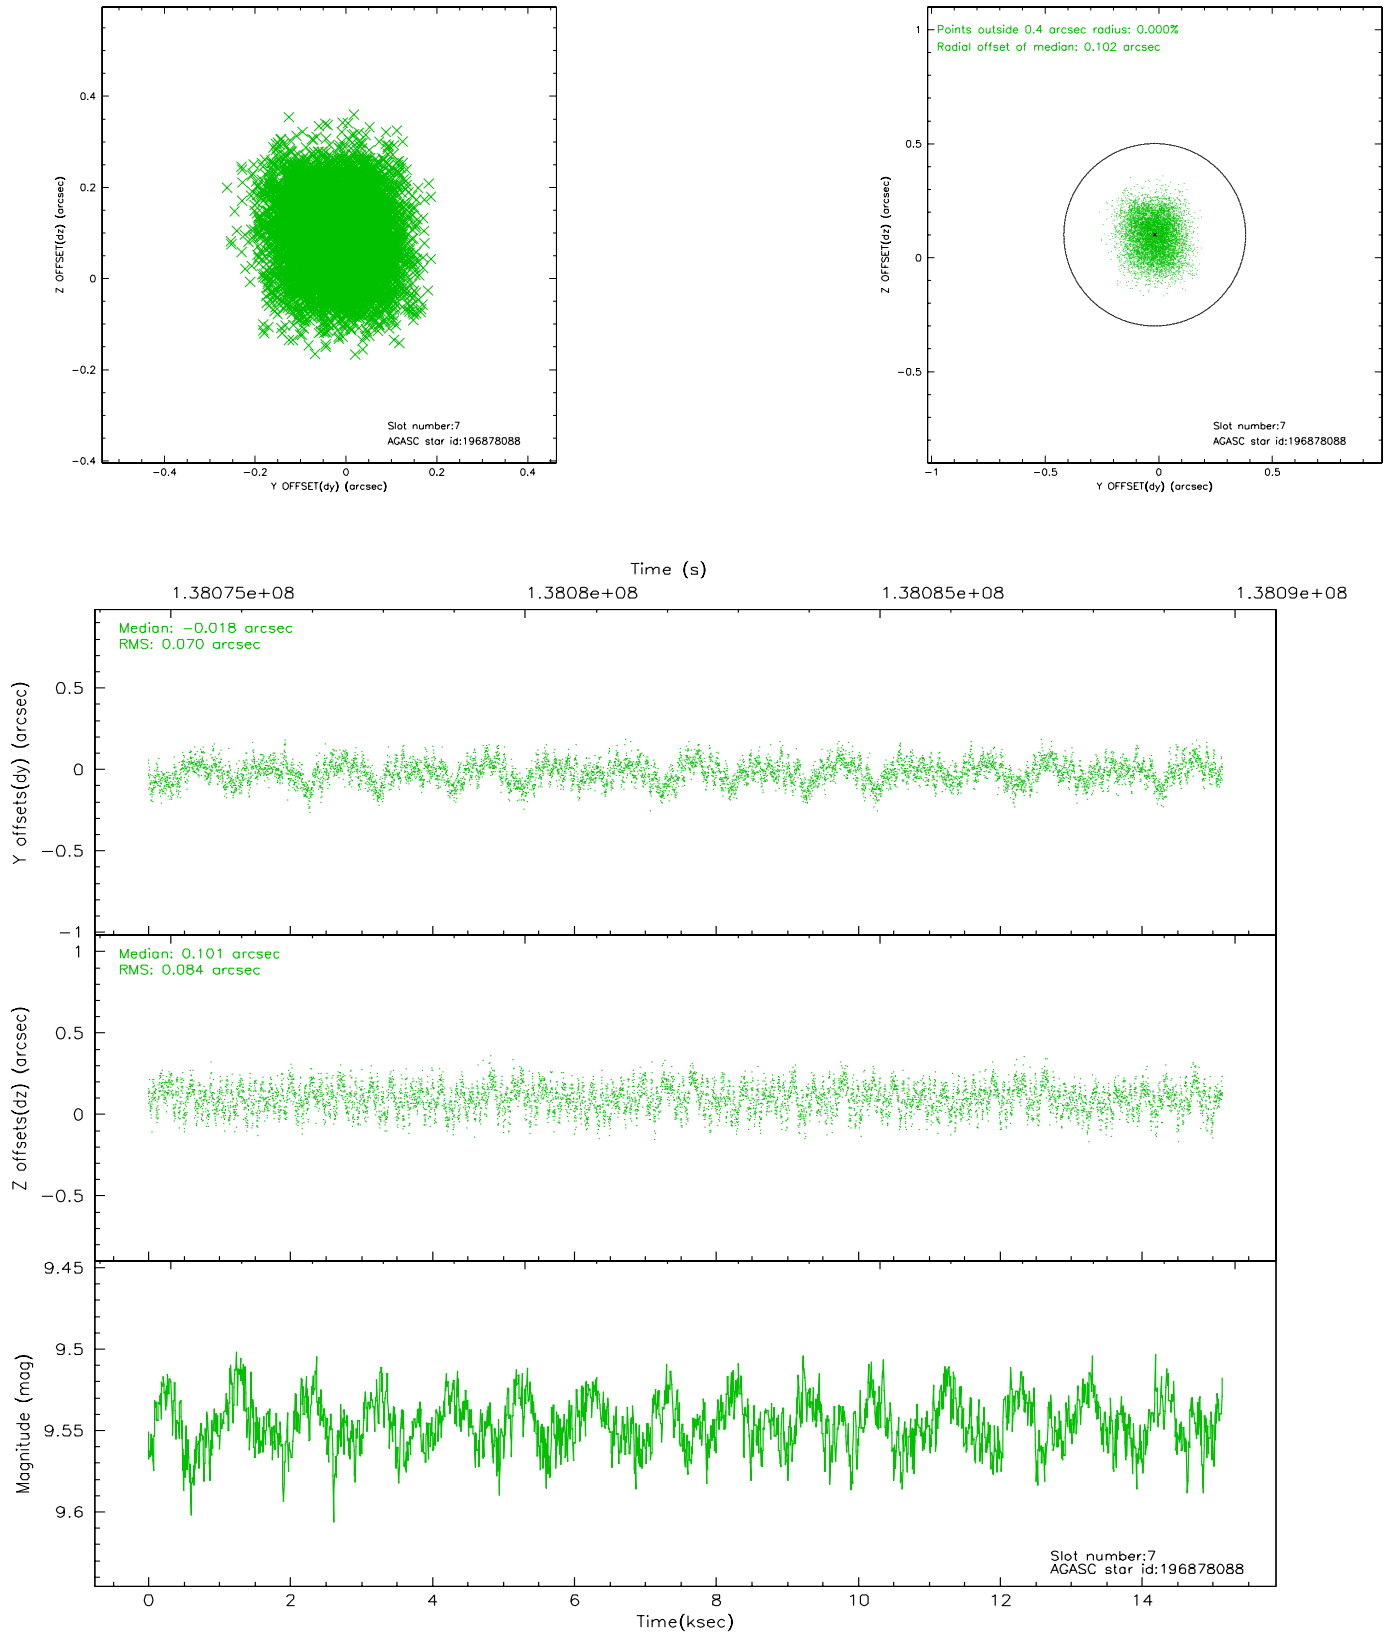 0.4
0.2
0
−0.2
−0.4
Z OFFSET(dz) (arcsec)
Slot number:7
AGASC star id:196878088
−0.4 −0.2 0 0.2 0.4
Y OFFSET(dy) (arcsec)
Points outside 0.4 arcsec radius: 0.000%
Radial offset of median: 0.102 arcsec
1
0.5
0
−0.5
Z OFFSET(dz) (arcsec)
Slot number:7
AGASC star id:196878088
−1 −0.5 0 0.5
Y OFFSET(dy) (arcsec)
Time (s)
1.38075e+08 1.3808e+08 1.38085e+08 1.3809e+08
Median: −0.018 arcsec
RMS: 0.070 arcsec
0.5
0
−0.5
−1
Y offsets(dy) (arcsec)
Median: 0.101 arcsec
RMS: 0.084 arcsec
1
0.5
0
−0.5
Z offsets(dz) (arcsec)
9.45
9.5
9.55
9.6
Magnitude (mag)
Slot number:7
AGASC star id:196878088
0 2 4 6 8 10 12 14
Time(ksec)